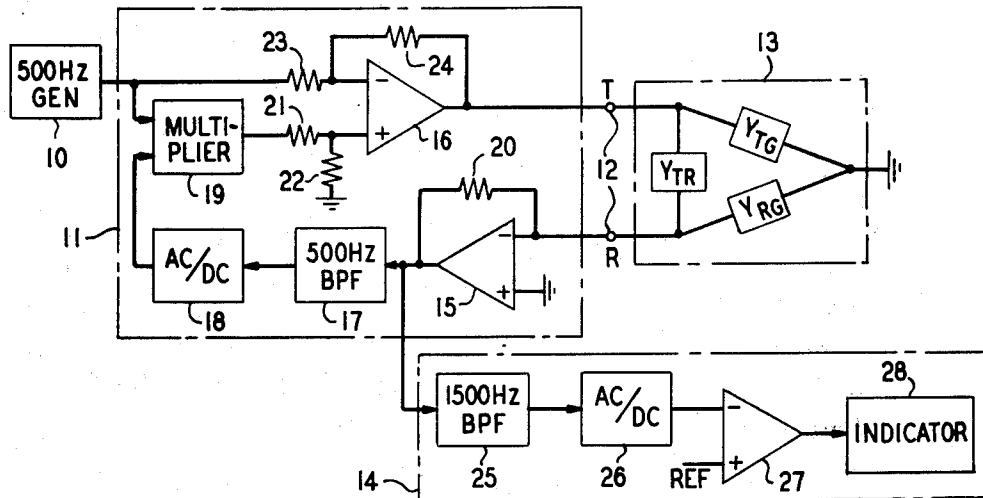 500Hz
GEN
10
11
MULTI-
PLIER
19
23
21
22
24
−
+
16
20
−
+
15
500Hz
BPF
17
AC/DC
18
T
12
R
13
YTG
YTR
YRG
14
1500Hz
BPF
25
AC/DC
26
REF
−
+
27
28
INDICATOR